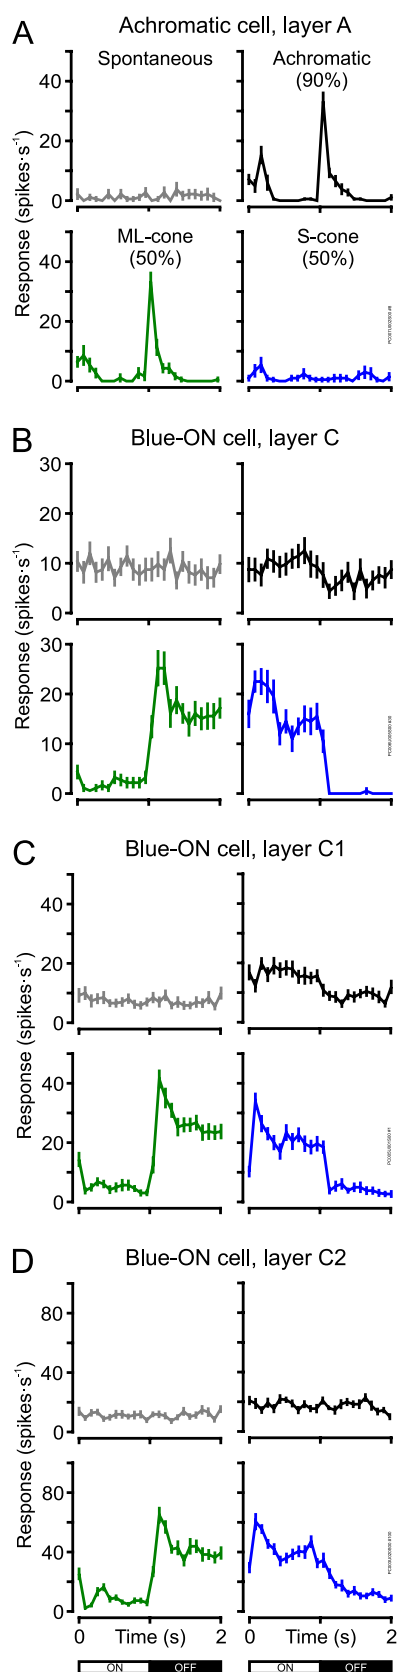 A
Achromatic cell, layer A
Spontaneous
Achromatic
(90%)
Response (spikes·s⁻¹)
40
20
0
ML-cone
(50%)
S-cone
(50%)
40
20
0
B
Blue-ON cell, layer C
Response (spikes·s⁻¹)
30
20
10
0
30
20
10
0
C
Blue-ON cell, layer C1
Response (spikes·s⁻¹)
40
20
0
40
20
0
D
Blue-ON cell, layer C2
Response (spikes·s⁻¹)
80
40
0
80
40
0
0 Time (s) 2 0 Time (s) 2
ON OFF ON OFF